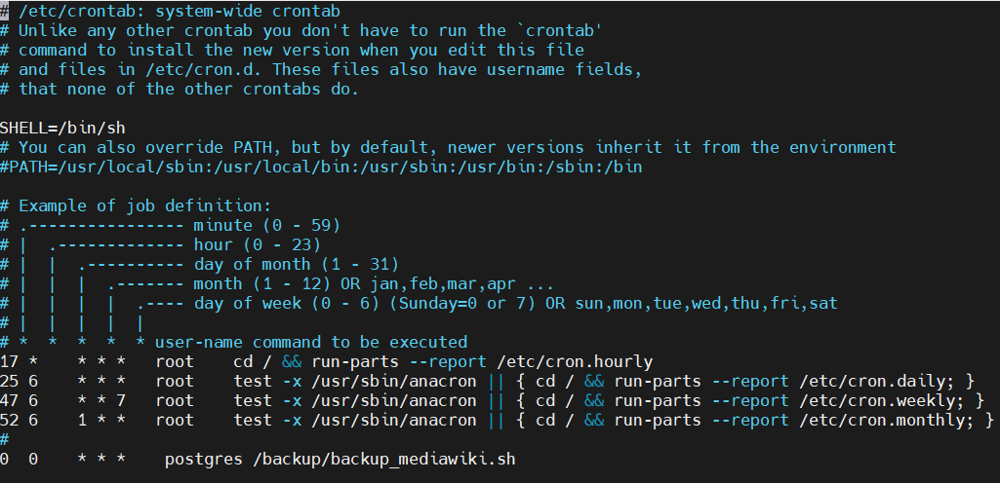 # /etc/crontab: system-wide crontab
# Unlike any other crontab you don't have to run the `crontab'
# command to install the new version when you edit this file
# and files in /etc/cron.d. These files also have username fields,
# that none of the other crontabs do.

SHELL=/bin/sh
# You can also override PATH, but by default, newer versions inherit it from the environment
#PATH=/usr/local/sbin:/usr/local/bin:/usr/sbin:/usr/bin:/sbin:/bin

# Example of job definition:
# .---------------- minute (0 - 59)
# |  .------------- hour (0 - 23)
# |  |  .---------- day of month (1 - 31)
# |  |  |  .------- month (1 - 12) OR jan,feb,mar,apr ...
# |  |  |  |  .---- day of week (0 - 6) (Sunday=0 or 7) OR sun,mon,tue,wed,thu,fri,sat
# |  |  |  |  |
# *  *  *  *  * user-name command to be executed
17 *    * * *   root    cd / && run-parts --report /etc/cron.hourly
25 6    * * *   root    test -x /usr/sbin/anacron || { cd / && run-parts --report /etc/cron.daily; }
47 6    * * 7   root    test -x /usr/sbin/anacron || { cd / && run-parts --report /etc/cron.weekly; }
52 6    1 * *   root    test -x /usr/sbin/anacron || { cd / && run-parts --report /etc/cron.monthly; }
#
0  0    * * *    postgres /backup/backup_mediawiki.sh